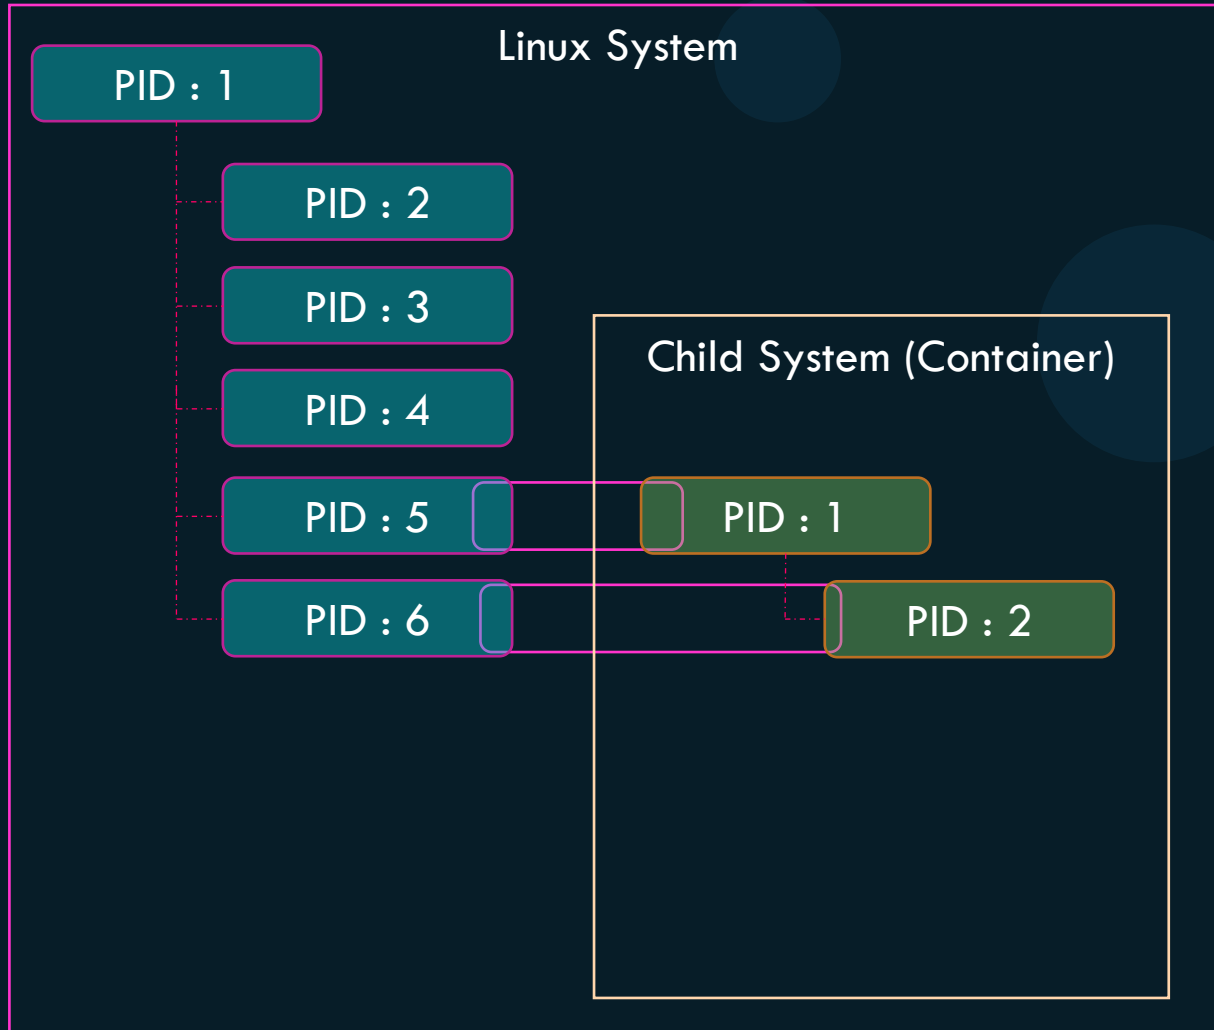 Linux System
PID : 1
PID : 2
PID : 3
PID : 4
Child System (Container)
PID : 5
PID : 1
PID : 6
PID : 2